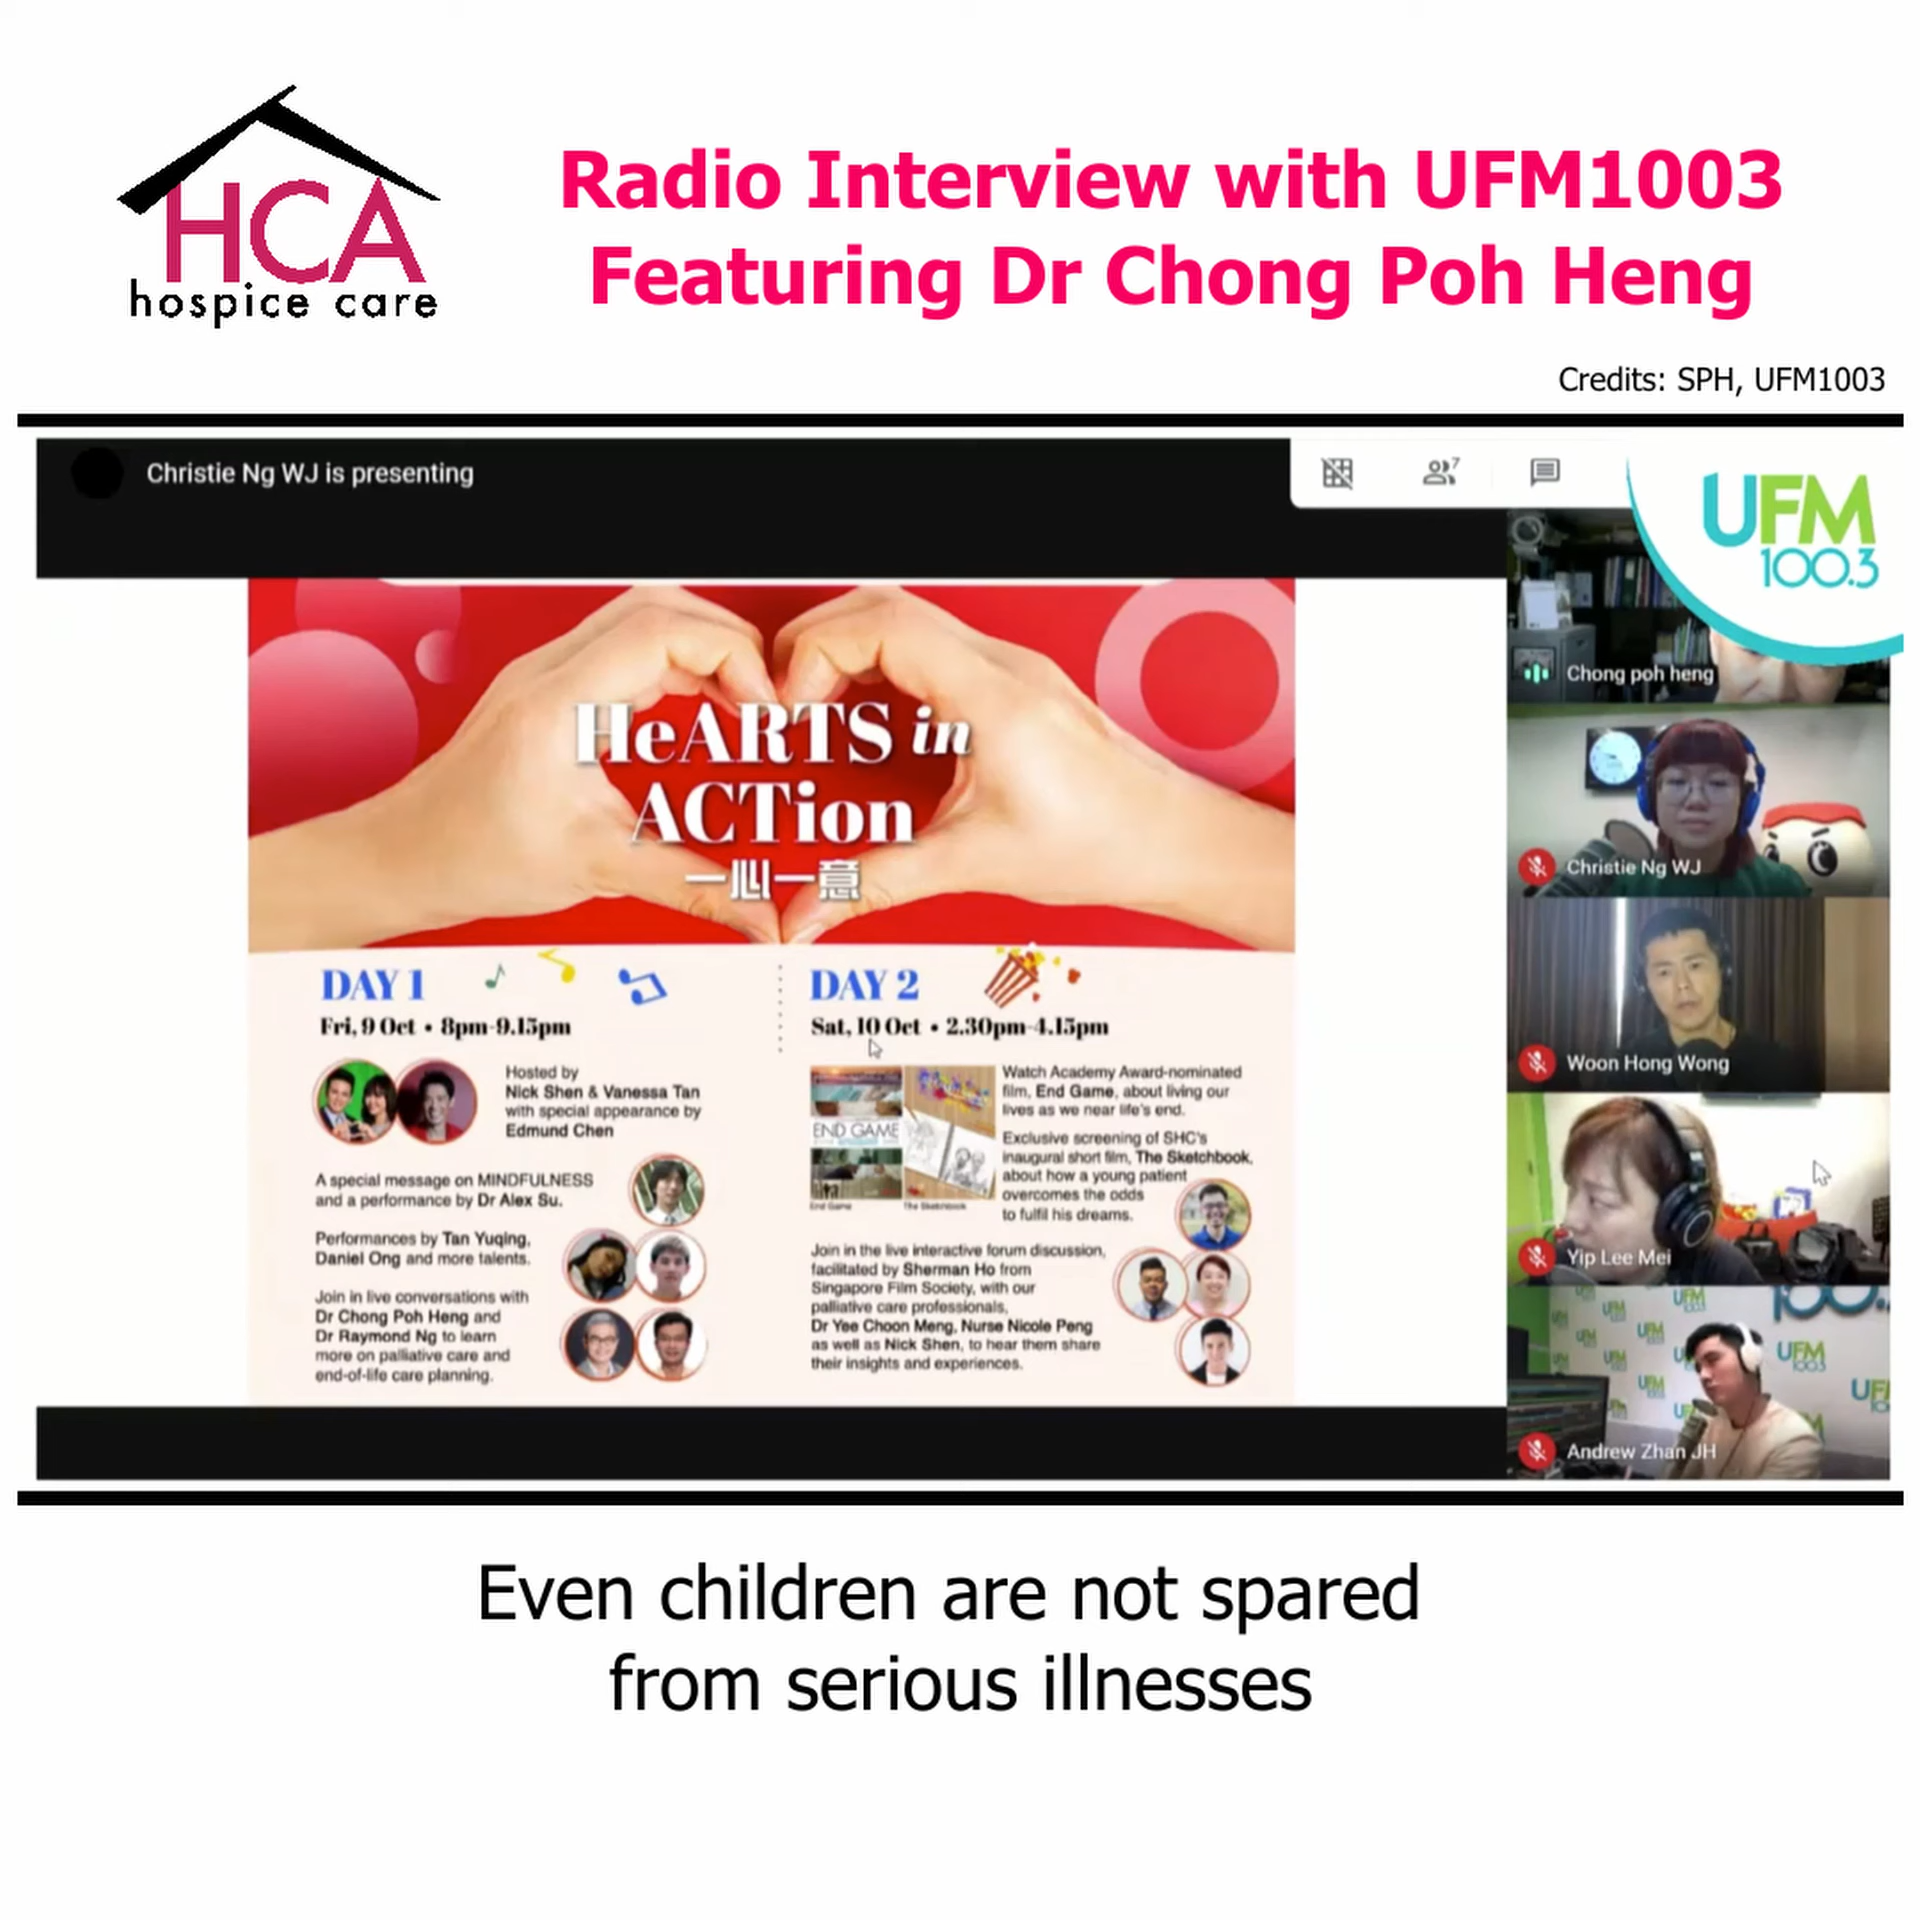 HCA
hospice care
Radio Interview with UFM1003
Featuring Dr Chong Poh Heng
Credits: SPH, UFM1003
Christie Ng WJ is presenting
7
UFM
100.3
HeARTS in
ACTion
一心一意
DAY 1
Fri, 9 Oct • 8pm-9.15pm
Hosted by
Nick Shen & Vanessa Tan
with special appearance by
Edmund Chen
A special message on MINDFULNESS
and a performance by Dr Alex Su.
Performances by Tan Yuqing,
Daniel Ong and more talents.
Join in live conversations with
Dr Chong Poh Heng and
Dr Raymond Ng to learn
more on palliative care and
end-of-life care planning.
DAY 2
Sat, 10 Oct • 2.30pm-4.15pm
END GAME
End Game
The Sketchbook
Watch Academy Award-nominated
film, End Game, about living our
lives as we near life's end.
Exclusive screening of SHC's
inaugural short film, The Sketchbook,
about how a young patient
overcomes the odds
to fulfil his dreams.
Join in the live interactive forum discussion,
facilitated by Sherman Ho from
Singapore Film Society, with our
palliative care professionals,
Dr Yee Choon Meng, Nurse Nicole Peng
as well as Nick Shen, to hear them share
their insights and experiences.
Chong poh heng
Christie Ng WJ
Woon Hong Wong
Yip Lee Mei
UFM
100.3
Andrew Zhan JH
Even children are not spared
from serious illnesses